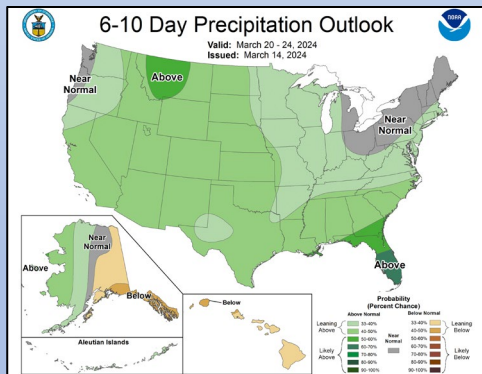 6-10 Day Precipitation Outlook
Valid: March 20 - 24, 2024
Issued: March 14, 2024
NOAA
Near
Normal
Above
Near
Normal
Above
Near
Normal
Above
Below
Aleutian Islands
Below
Probability
(Percent Chance)
Above Normal
Below Normal
Leaning
Above
Likely
Above
33-40%
40-50%
50-60%
60-70%
70-80%
80-90%
90-100%
Near
Normal
33-40%
40-50%
50-60%
60-70%
70-80%
80-90%
90-100%
Leaning
Below
Likely
Below